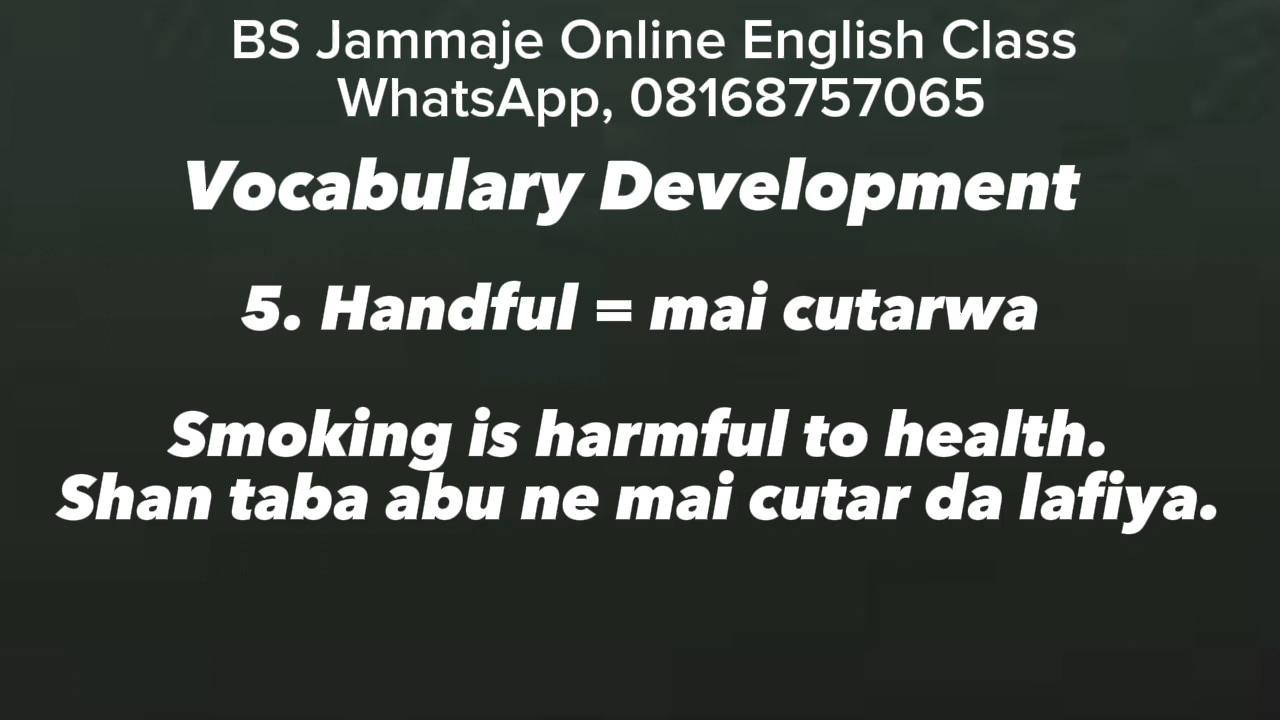 BS Jammaje Online English Class
WhatsApp, 08168757065
Vocabulary Development
5. Handful = mai cutarwa
Smoking is harmful to health.
Shan taba abu ne mai cutar da lafiya.